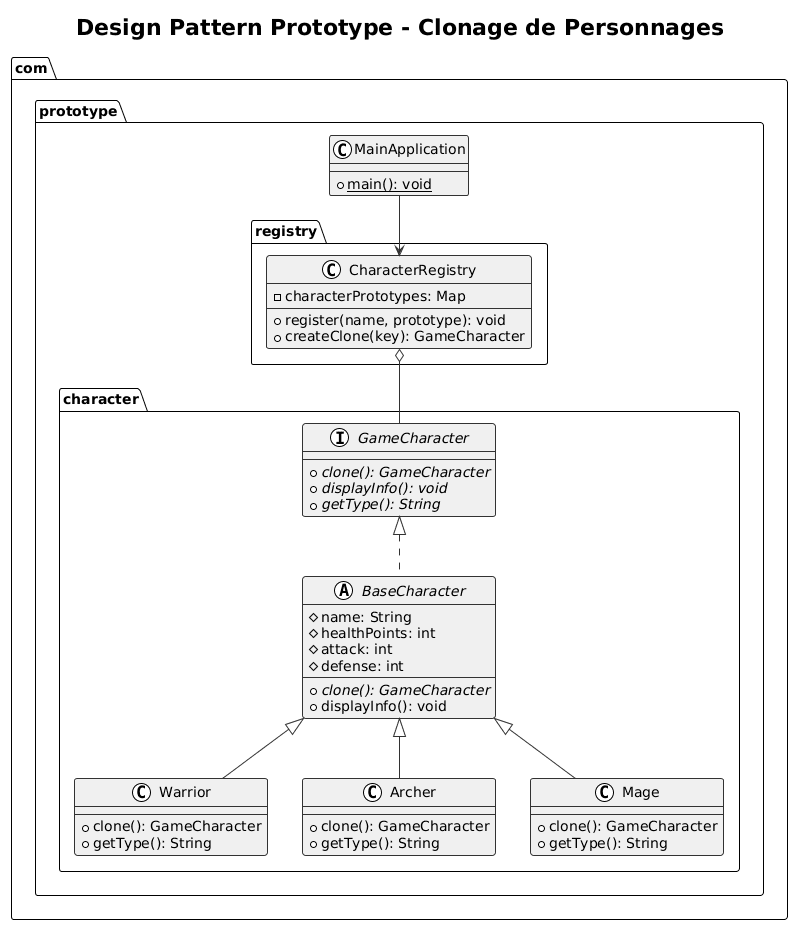 Design Pattern Prototype - Clonage de Personnages
com
prototype
C MainApplication
main(): void
registry
C CharacterRegistry
characterPrototypes: Map
register(name, prototype): void
createClone(key): GameCharacter
character
I GameCharacter
clone(): GameCharacter
displayInfo(): void
getType(): String
A BaseCharacter
name: String
healthPoints: int
attack: int
defense: int
clone(): GameCharacter
displayInfo(): void
C Warrior
clone(): GameCharacter
getType(): String
C Archer
clone(): GameCharacter
getType(): String
C Mage
clone(): GameCharacter
getType(): String